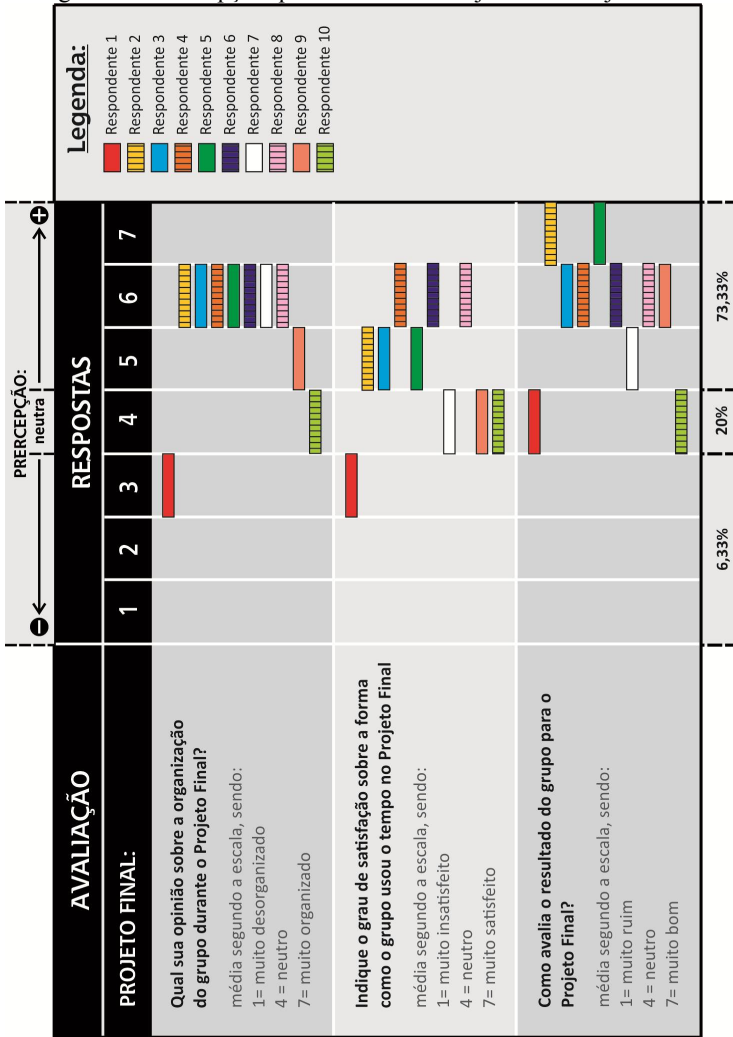 PRERCEPÇÃO:
neutra
AVALIAÇÃO
RESPOSTAS
Legenda:
PROJETO FINAL:
1 2 3 4 5 6 7
Respondente 1
Respondente 2
Respondente 3
Respondente 4
Respondente 5
Respondente 6
Respondente 7
Respondente 8
Respondente 9
Respondente 10
Qual sua opinião sobre a organização
do grupo durante o Projeto Final?
média segundo a escala, sendo:
1= muito desorganizado
4 = neutro
7= muito organizado
Indique o grau de satisfação sobre a forma
como o grupo usou o tempo no Projeto Final
média segundo a escala, sendo:
1= muito insatisfeito
4 = neutro
7= muito satisfeito
Como avalia o resultado do grupo para o
Projeto Final?
média segundo a escala, sendo:
1= muito ruim
4 = neutro
7= muito bom
6,33% 20% 73,33%